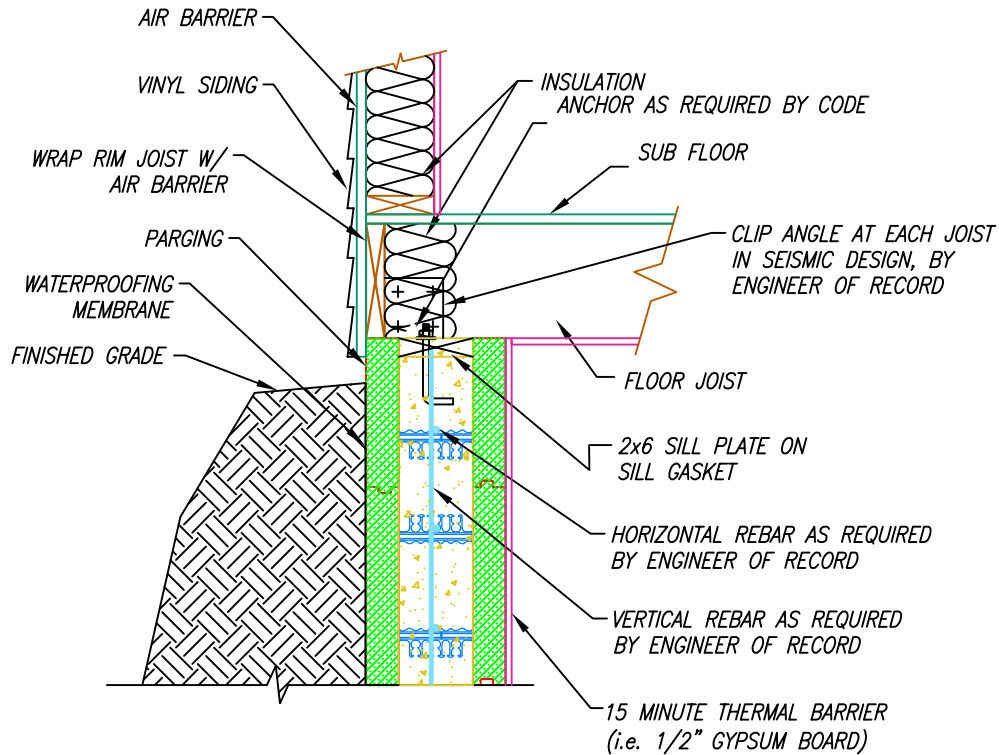 AIR BARRIER
VINYL SIDING
WRAP RIM JOIST W/
AIR BARRIER
PARGING
WATERPROOFING
MEMBRANE
FINISHED GRADE
INSULATION
ANCHOR AS REQUIRED BY CODE
SUB FLOOR
CLIP ANGLE AT EACH JOIST
IN SEISMIC DESIGN, BY
ENGINEER OF RECORD
FLOOR JOIST
2x6 SILL PLATE ON
SILL GASKET
HORIZONTAL REBAR AS REQUIRED
BY ENGINEER OF RECORD
VERTICAL REBAR AS REQUIRED
BY ENGINEER OF RECORD
15 MINUTE THERMAL BARRIER
(i.e. 1/2" GYPSUM BOARD)